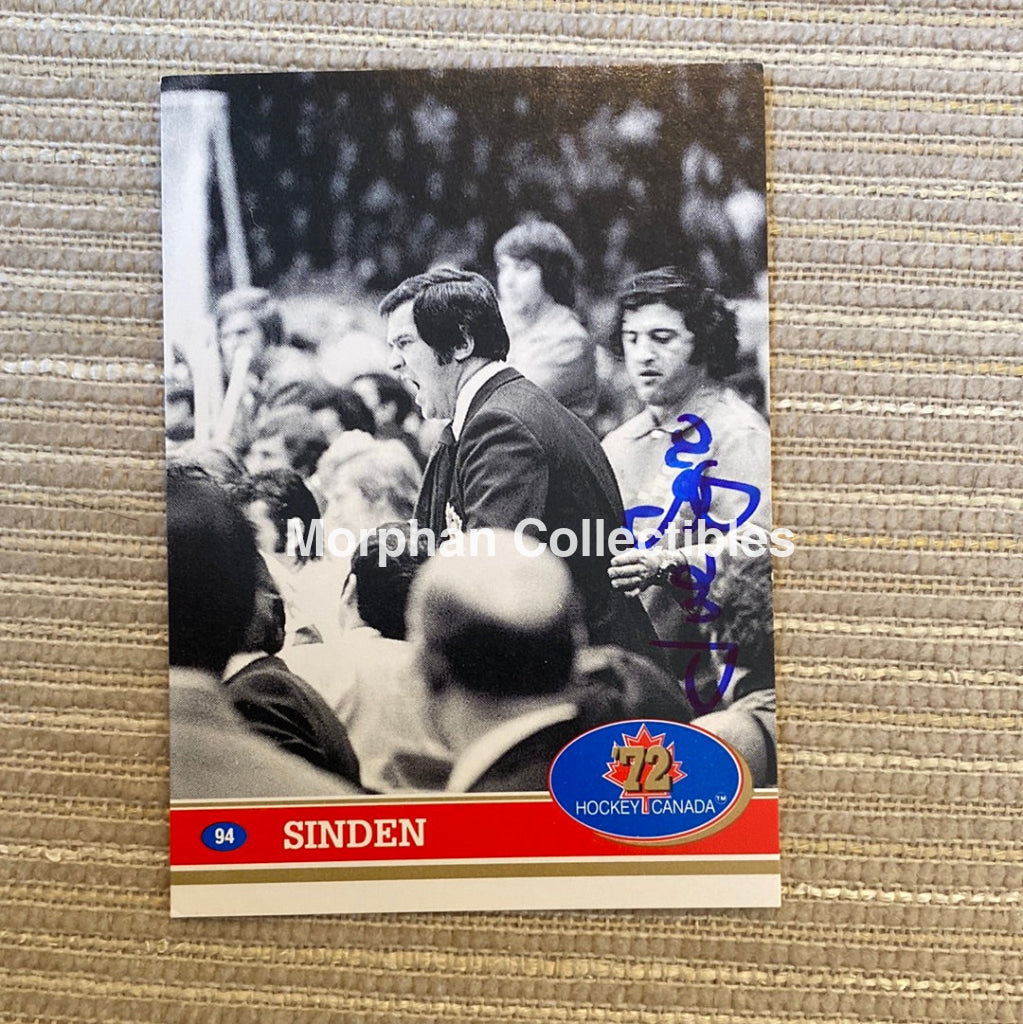 Morphan Collectibles
'72
HOCKEY CANADA™
94 SINDEN